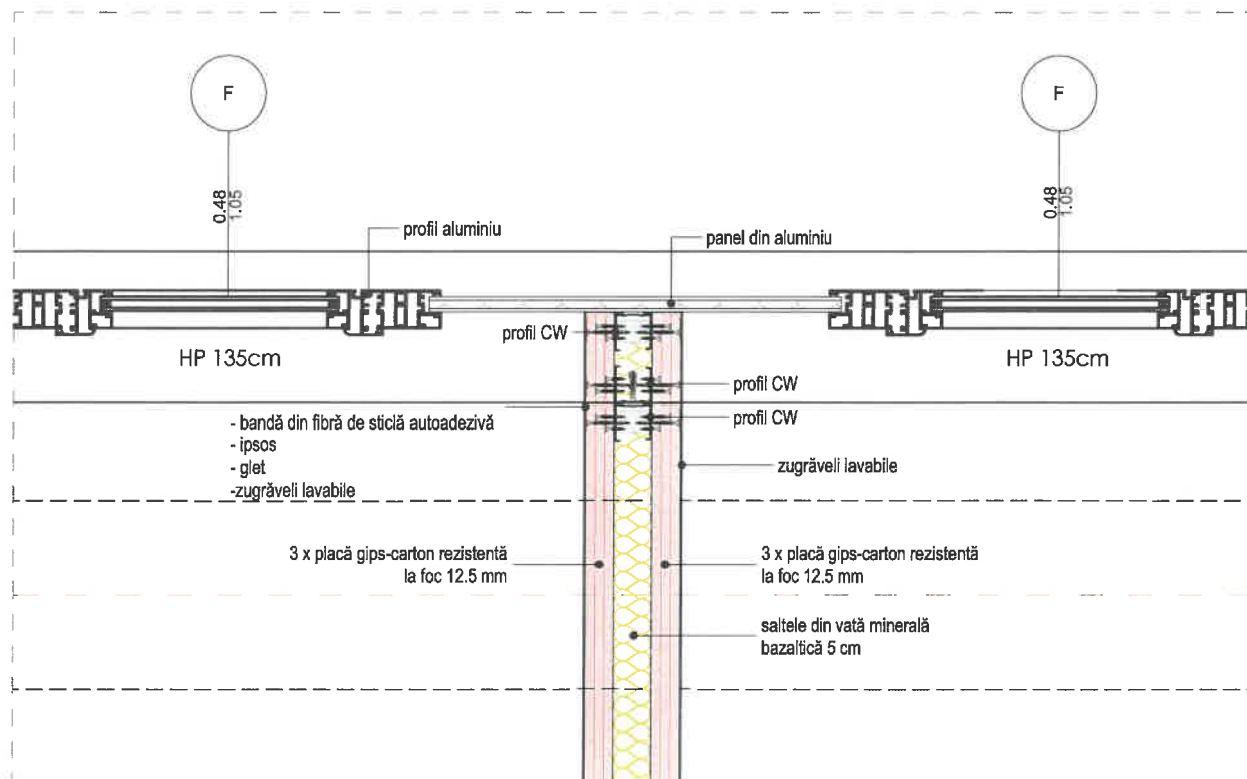 F
F
0.48
1.05
0.48
1.05
profil aluminiu
panel din aluminiu
profil CW
HP 135cm
HP 135cm
profil CW
profil CW
- bandă din fibră de sticlă autoadezivă
- ipsos
- glet
-zugrăveli lavabile
zugrăveli lavabile
3 x placă gips-carton rezistentă
la foc 12.5 mm
3 x placă gips-carton rezistentă
la foc 12.5 mm
saltele din vată minerală
bazaltică 5 cm